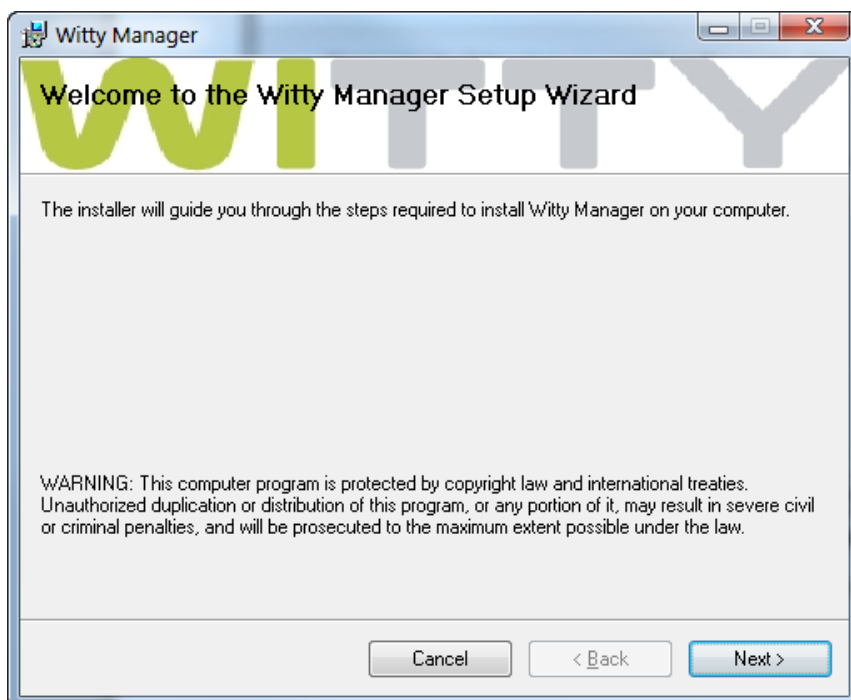 Witty Manager
WITTY
Welcome to the Witty Manager Setup Wizard
The installer will guide you through the steps required to install Witty Manager on your computer.
WARNING: This computer program is protected by copyright law and international treaties.
Unauthorized duplication or distribution of this program, or any portion of it, may result in severe civil
or criminal penalties, and will be prosecuted to the maximum extent possible under the law.
Cancel
< Back
Next >